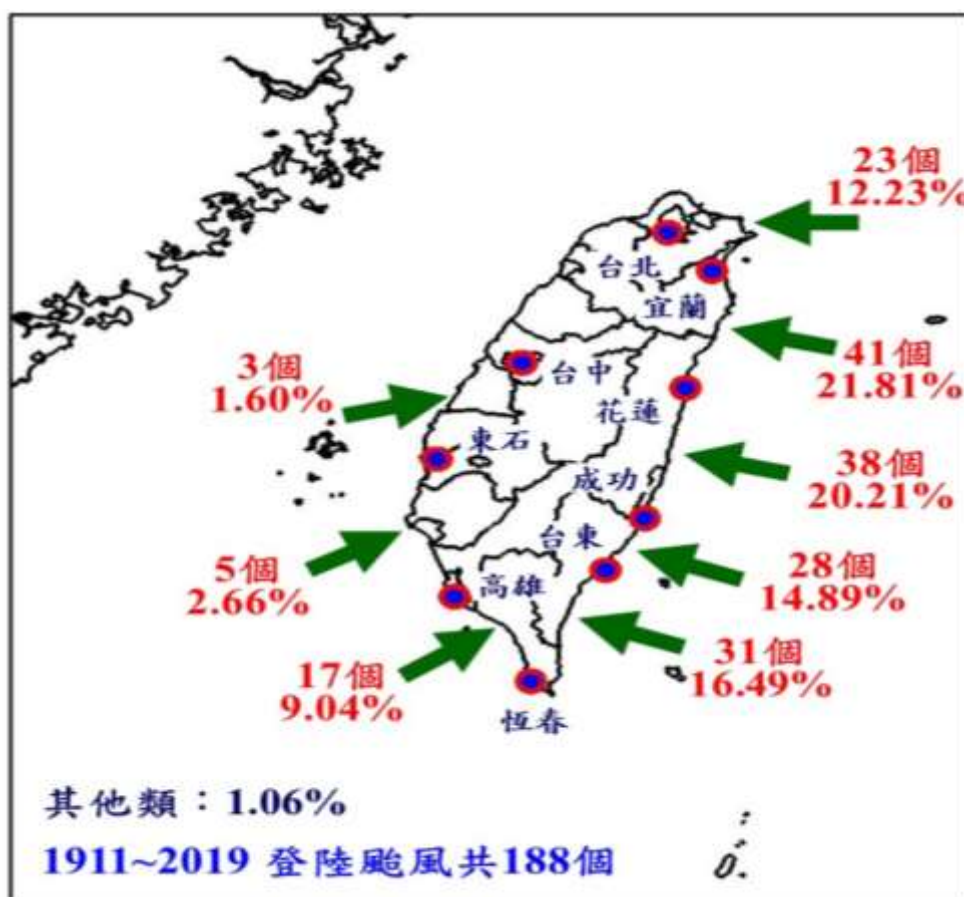 23個
12.23%
台北
宜蘭
41個
21.81%
3個
1.60%
台中
花蓮
東石
38個
20.21%
成功
台東
5個
2.66%
高雄
28個
14.89%
17個
9.04%
31個
16.49%
恆春
其他類：1.06%
1911~2019 登陸颱風共188個